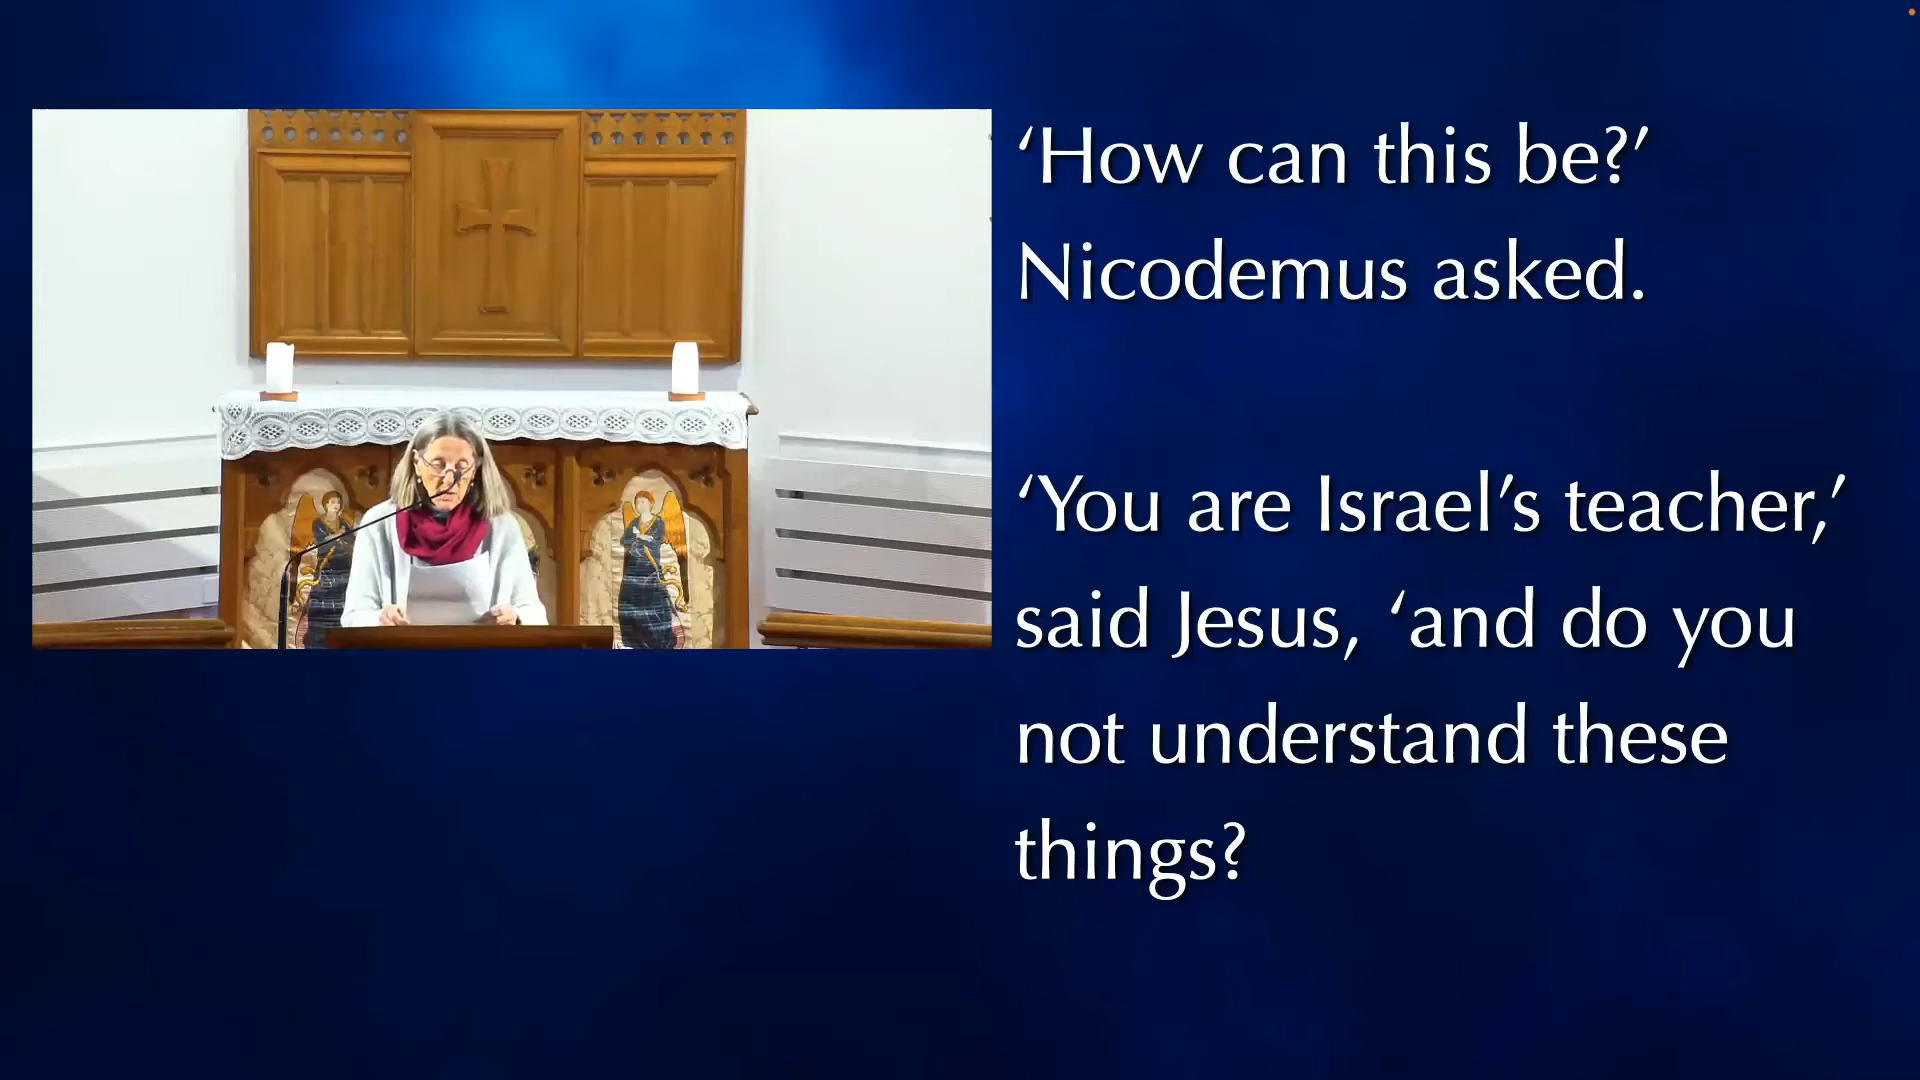 ‘How can this be?’
Nicodemus asked.
‘You are Israel’s teacher,’
said Jesus, ‘and do you
not understand these
things?